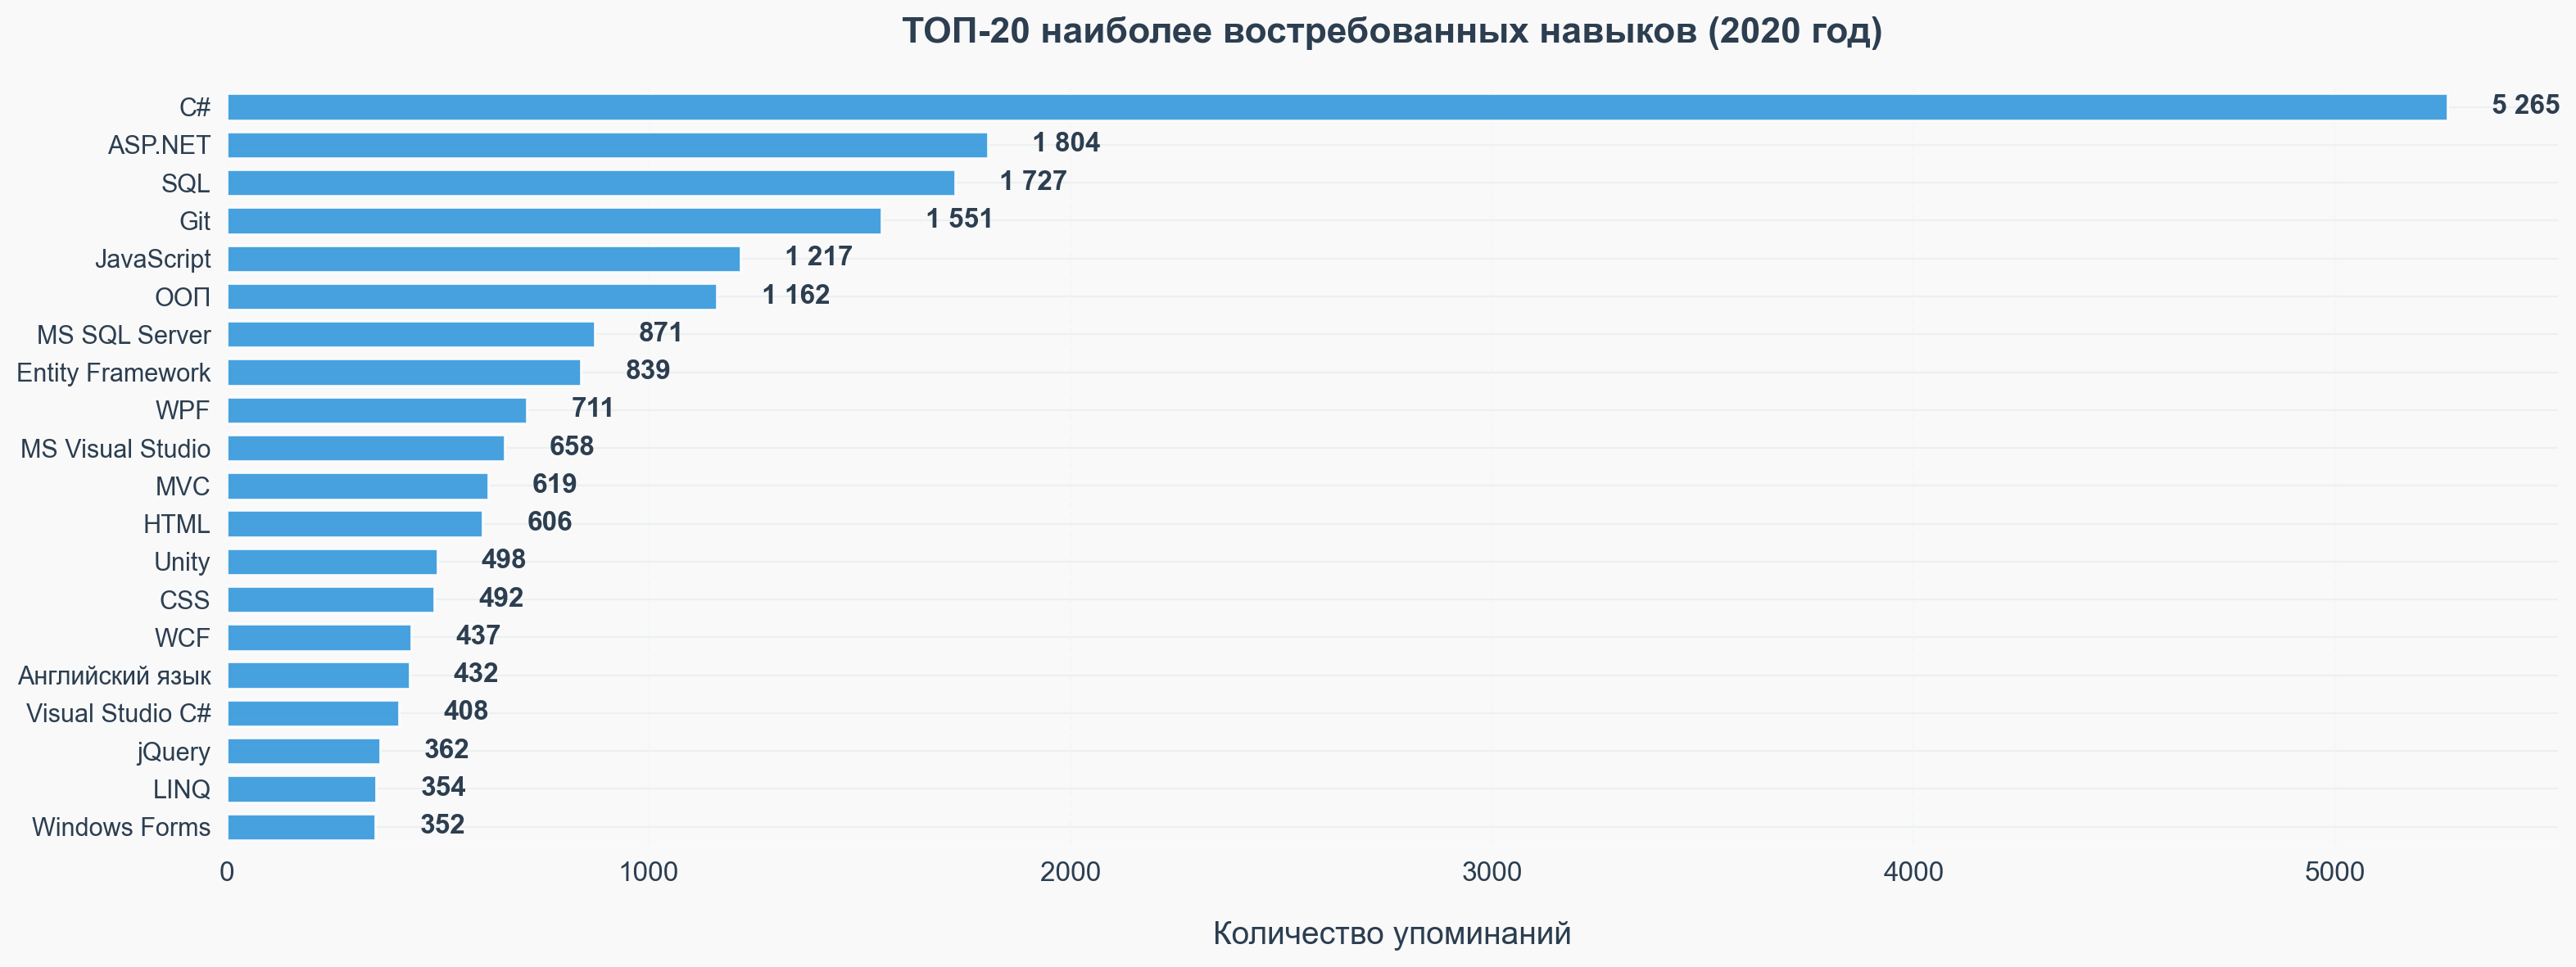 ТОП-20 наиболее востребованных навыков (2020 год)
C# 5 265
ASP.NET 1 804
SQL 1 727
Git 1 551
JavaScript 1 217
ООП 1 162
MS SQL Server 871
Entity Framework 839
WPF 711
MS Visual Studio 658
MVC 619
HTML 606
Unity 498
CSS 492
WCF 437
Английский язык 432
Visual Studio C# 408
jQuery 362
LINQ 354
Windows Forms 352
0 1000 2000 3000 4000 5000
Количество упоминаний